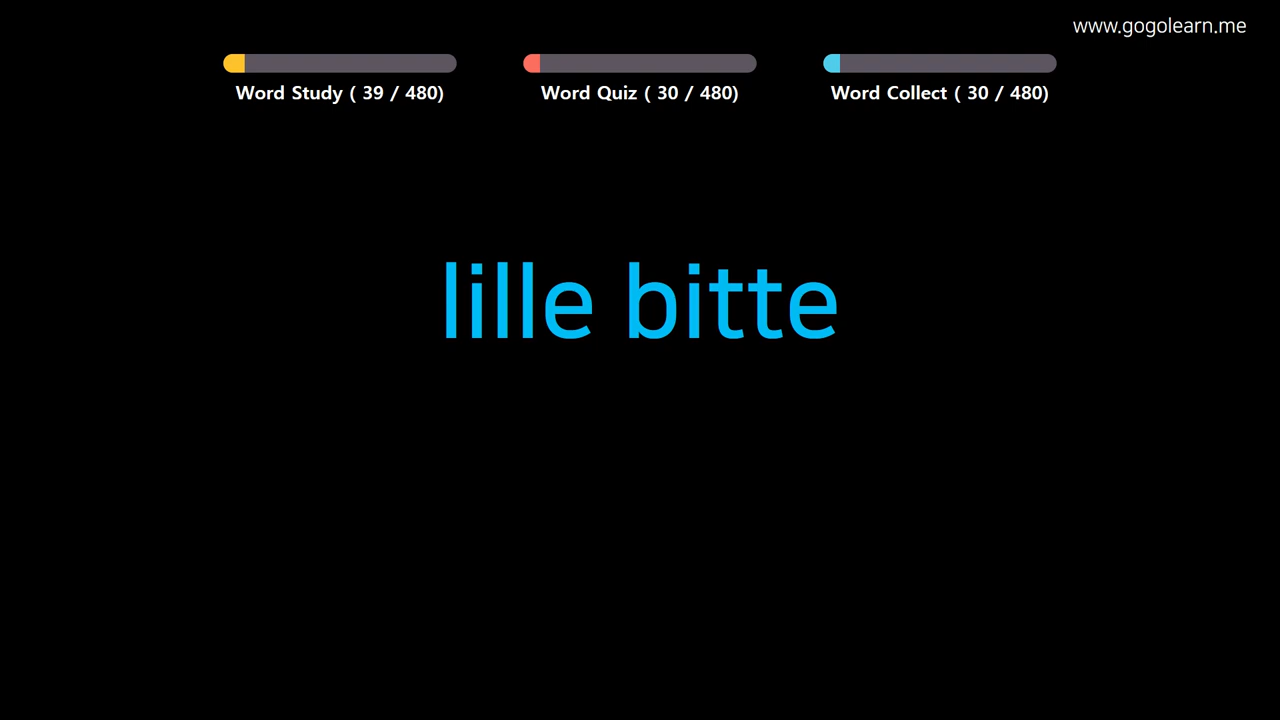 www.gogolearn.me
Word Study ( 39 / 480)
Word Quiz ( 30 / 480)
Word Collect ( 30 / 480)
lille bitte